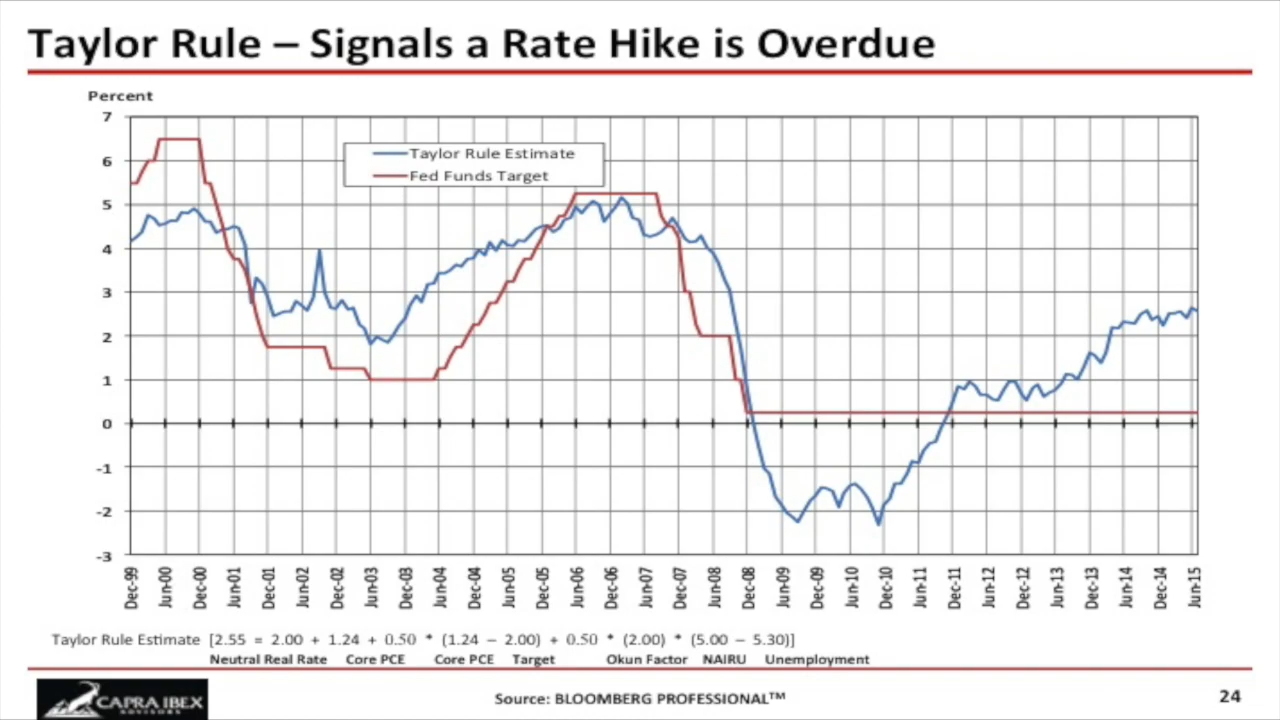 Taylor Rule – Signals a Rate Hike is Overdue
Percent
7
6
5
4
3
2
1
0
-1
-2
-3
Taylor Rule Estimate
Fed Funds Target
Dec-99 Jun-00 Dec-00 Jun-01 Dec-01 Jun-02 Dec-02 Jun-03 Dec-03 Jun-04 Dec-04 Jun-05 Dec-05 Jun-06 Dec-06 Jun-07 Dec-07 Jun-08 Dec-08 Jun-09 Dec-09 Jun-10 Dec-10 Jun-11 Dec-11 Jun-12 Dec-12 Jun-13 Dec-13 Jun-14 Dec-14 Jun-15
Taylor Rule Estimate [2.55 = 2.00 + 1.24 + 0.50 * (1.24 – 2.00) + 0.50 * (2.00) * (5.00 – 5.30)]
Neutral Real Rate Core PCE Core PCE Target Okun Factor NAIRU Unemployment
CAPRA IBEX
ADVISORS
Source: BLOOMBERG PROFESSIONAL™
24